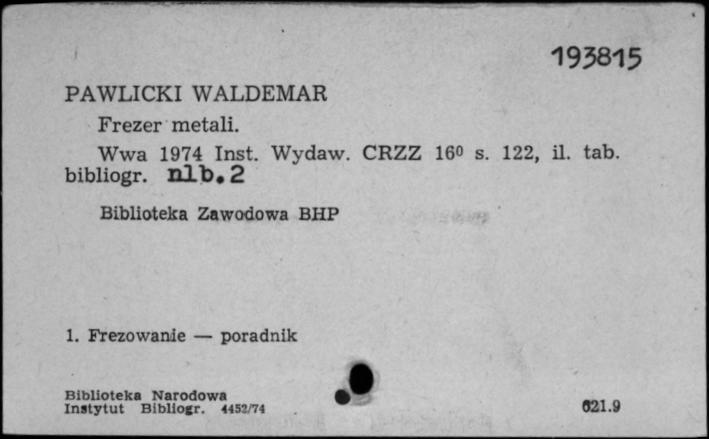 193815
PAWLICKI WALDEMAR
Frezer metali.
Wwa 1974 Inst. Wydaw. CRZZ 16⁰ s. 122, il. tab.
bibliogr. nlb.2
Biblioteka Zawodowa BHP
1. Frezowanie — poradnik
Biblioteka Narodowa
Instytut Bibliogr. 4452/74
621.9